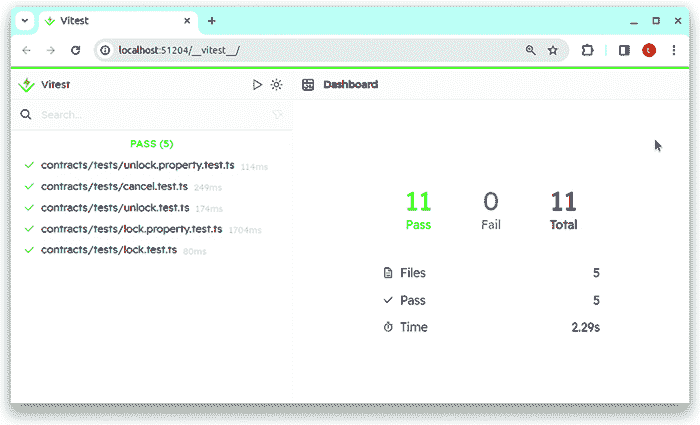 Vitest
localhost:51204/__vitest__/
t
Vitest
Dashboard
Search...
PASS (5)
contracts/tests/unlock.property.test.ts 114ms
contracts/tests/cancel.test.ts 249ms
contracts/tests/unlock.test.ts 174ms
contracts/tests/lock.property.test.ts 1704ms
contracts/tests/lock.test.ts 80ms
11 0 11
Pass Fail Total
Files 5
Pass 5
Time 2.29s